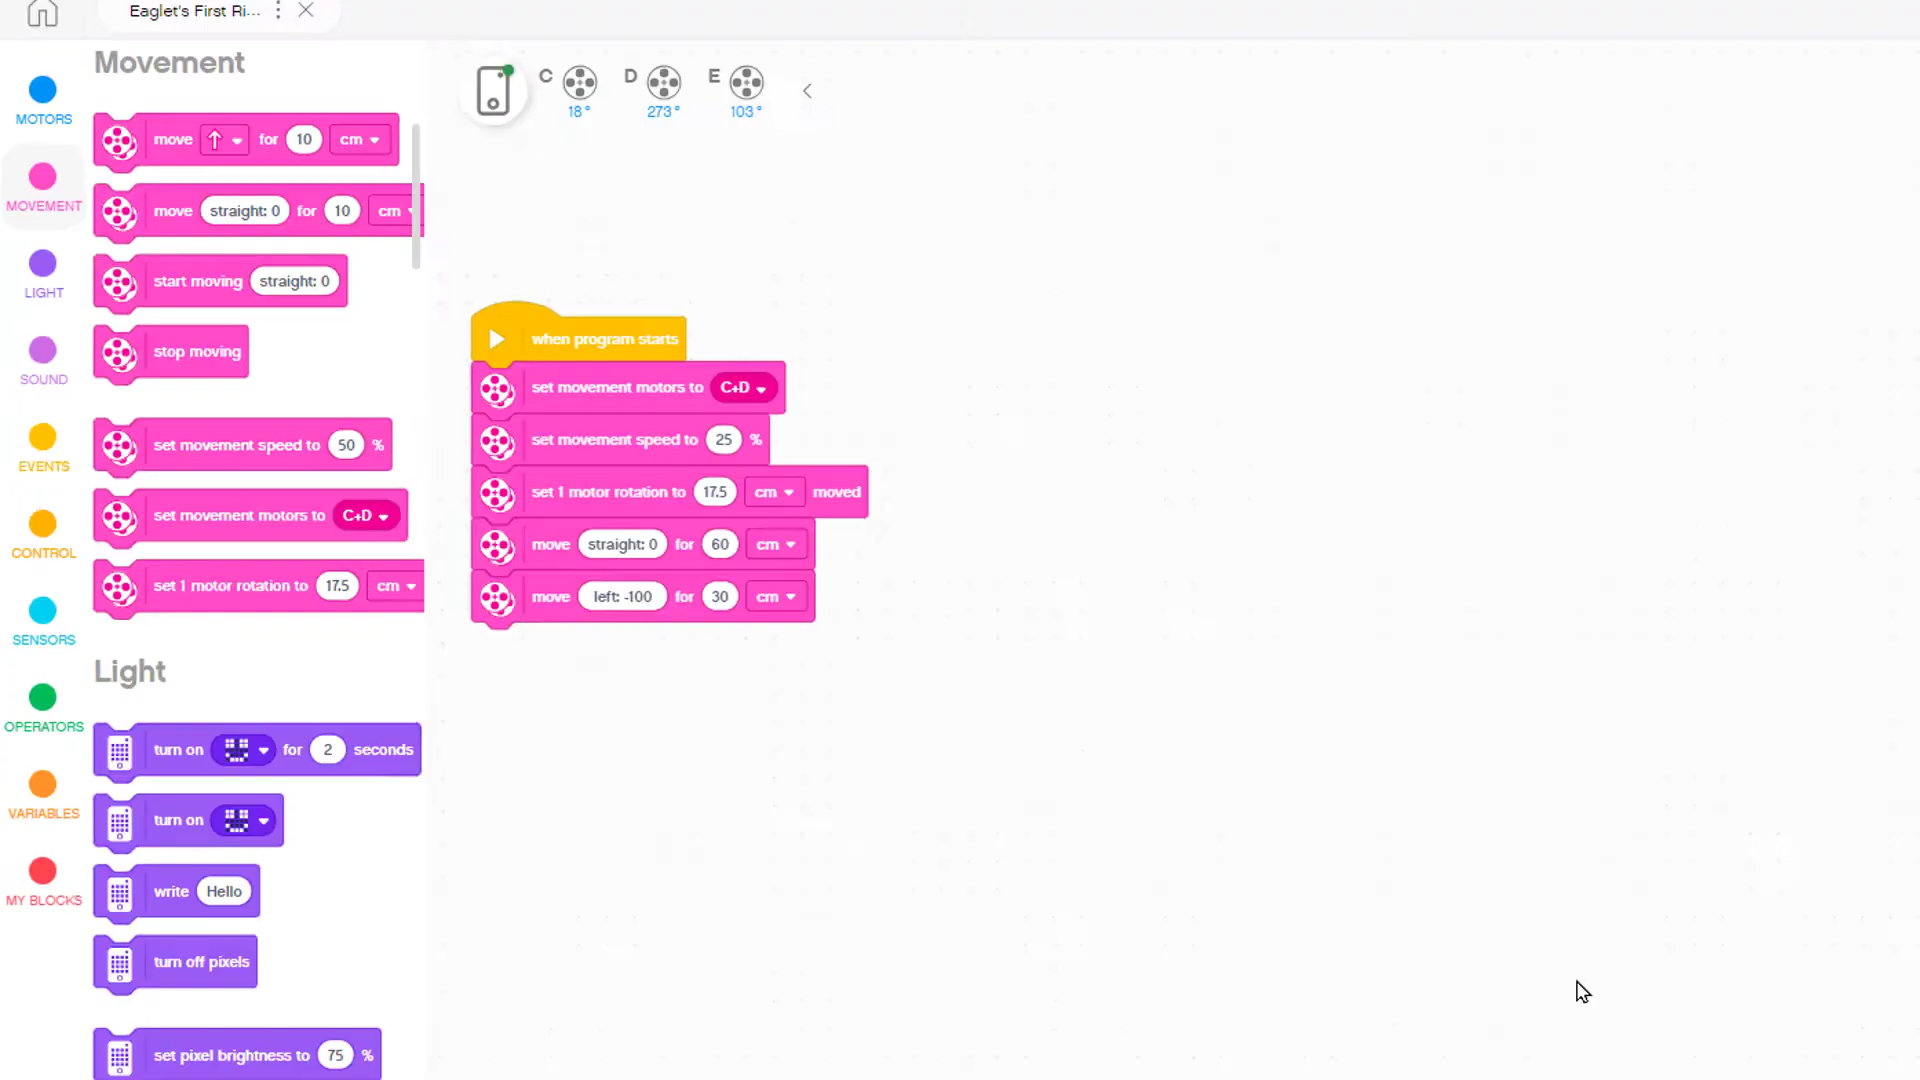 Eaglet's First Ri...
MOTORS
MOVEMENT
LIGHT
SOUND
EVENTS
CONTROL
SENSORS
OPERATORS
VARIABLES
MY BLOCKS
Movement
move for 10 cm
move straight: 0 for 10 cm
start moving straight: 0
stop moving
set movement speed to 50 %
set movement motors to C+D
set 1 motor rotation to 17.5 cm
Light
turn on for 2 seconds
turn on
write Hello
turn off pixels
set pixel brightness to 75 %
C D E
18° 273° 103°
when program starts
set movement motors to C+D
set movement speed to 25 %
set 1 motor rotation to 17.5 cm moved
move straight: 0 for 60 cm
move left: -100 for 30 cm